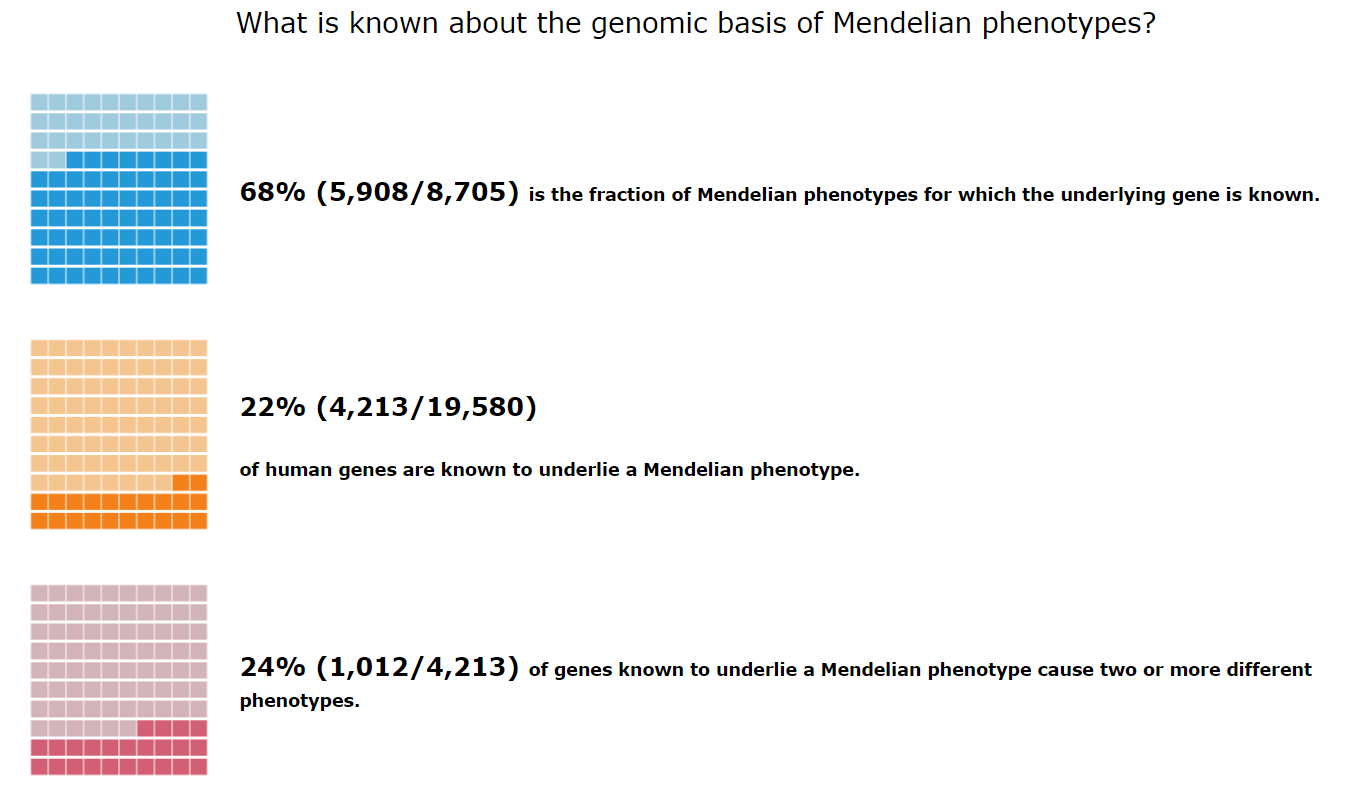 What is known about the genomic basis of Mendelian phenotypes?
68% (5,908/8,705) is the fraction of Mendelian phenotypes for which the underlying gene is known.
22% (4,213/19,580)
of human genes are known to underlie a Mendelian phenotype.
24% (1,012/4,213) of genes known to underlie a Mendelian phenotype cause two or more different
phenotypes.